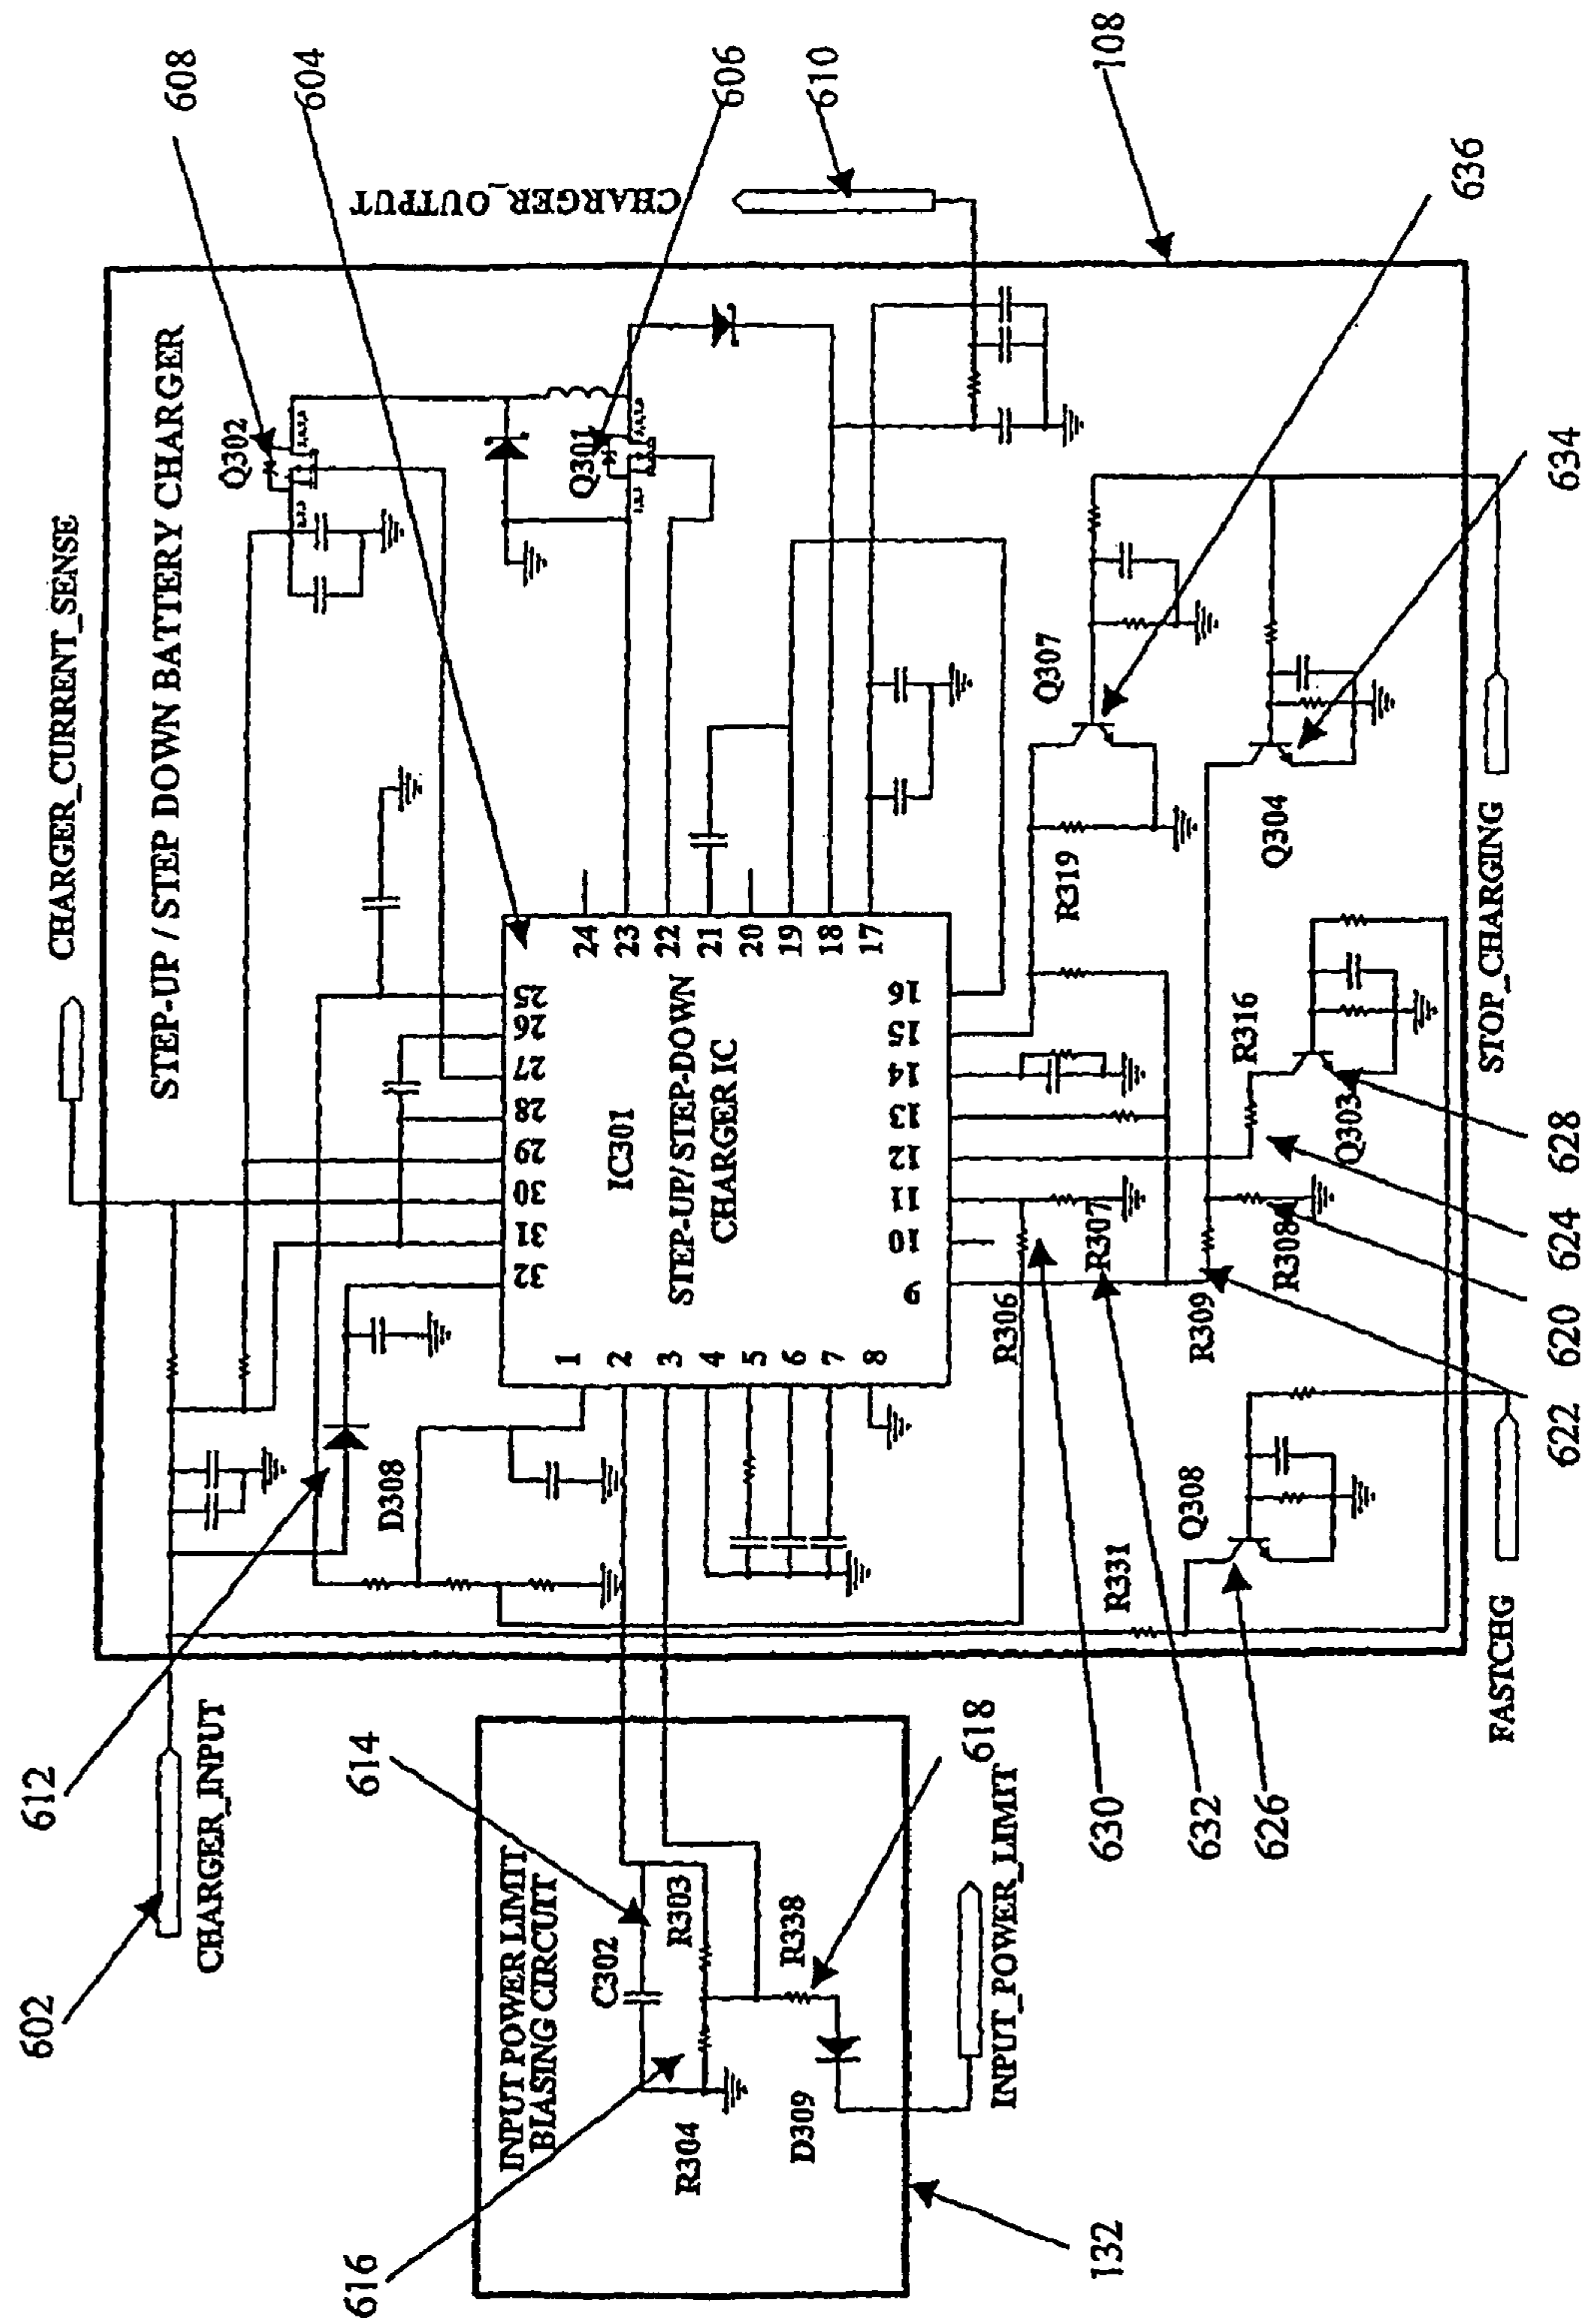 602
CHARGER_INPUT
612
CHARGER_CURRENT_SENSE
608
604
606
CHARGER_OUTPUT
610
108
636
634
STEP-UP / STEP DOWN BATTERY CHARGER
Q302
Q301
D308
32
31
30
29
28
27
26
25
1
2
3
4
5
6
7
8
IC301
STEP-UP/STEP-DOWN
CHARGER IC
24
23
22
21
20
19
18
17
9
10
11
12
13
14
15
16
INPUT POWER LIMIT
BIASING CIRCUIT
614
C302
R303
616
R304
R338
618
D309
INPUT_POWER_LIMIT
132
630
632
626
R331
Q308
R306
R307
R309
R308
R316
Q303
R319
Q307
Q304
FASTCHG
622
620
624
628
STOP_CHARGING